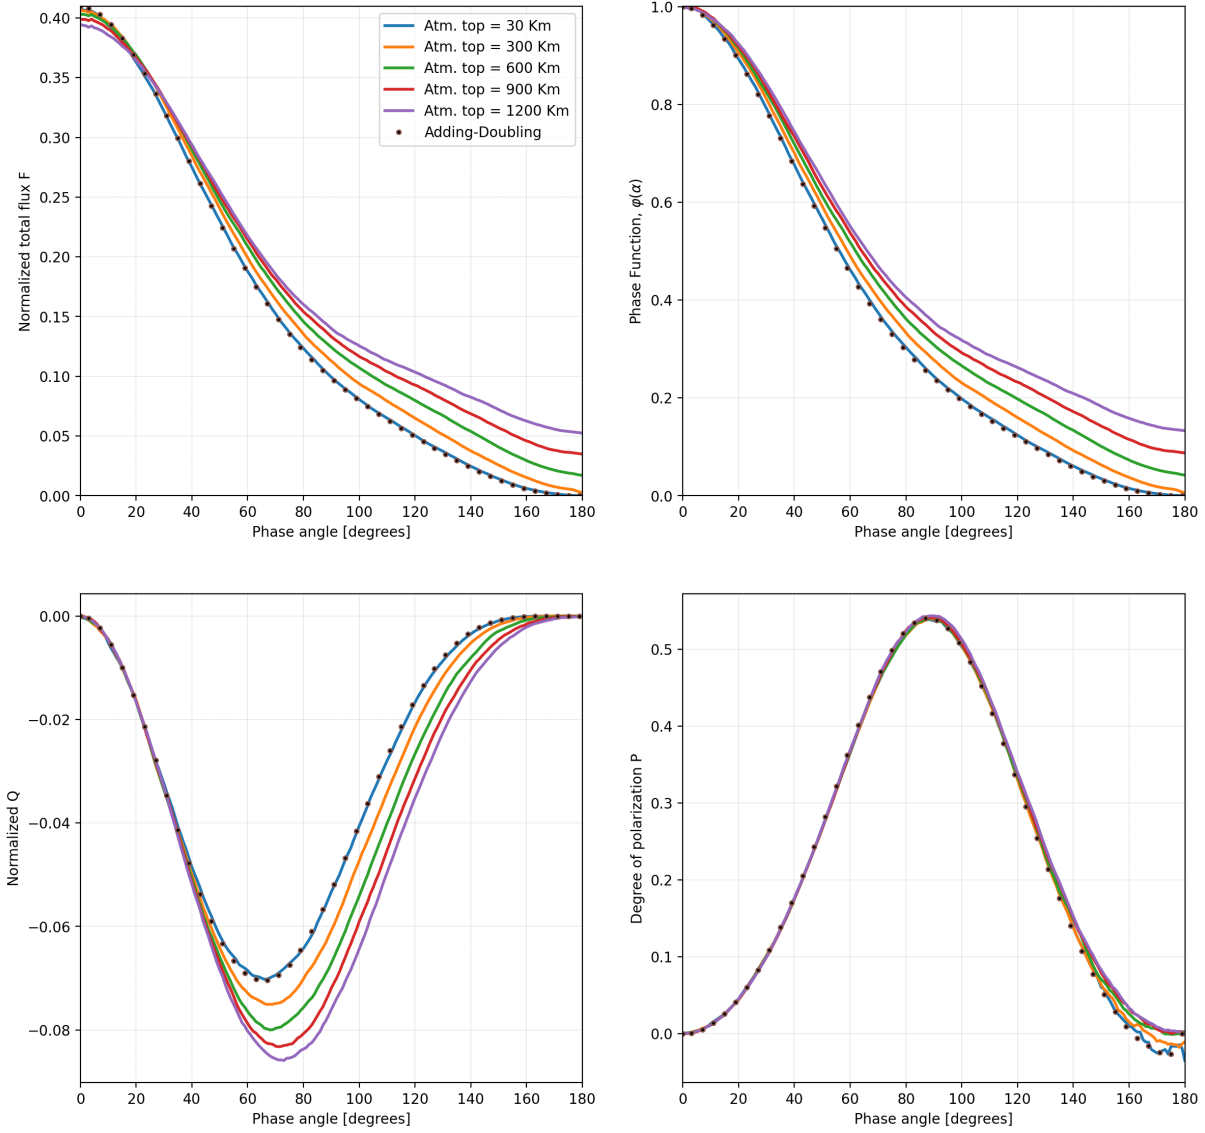 0.40
0.35
0.30
0.25
0.20
0.15
0.10
0.05
0.00
Normalized total flux F
0 20 40 60 80 100 120 140 160 180
Phase angle [degrees]
Atm. top = 30 Km
Atm. top = 300 Km
Atm. top = 600 Km
Atm. top = 900 Km
Atm. top = 1200 Km
Adding-Doubling
1.0
0.8
0.6
0.4
0.2
0.0
Phase Function, φ(α)
0 20 40 60 80 100 120 140 160 180
Phase angle [degrees]
0.00
−0.02
−0.04
−0.06
−0.08
Normalized Q
0 20 40 60 80 100 120 140 160 180
Phase angle [degrees]
0.5
0.4
0.3
0.2
0.1
0.0
Degree of polarization P
0 20 40 60 80 100 120 140 160 180
Phase angle [degrees]